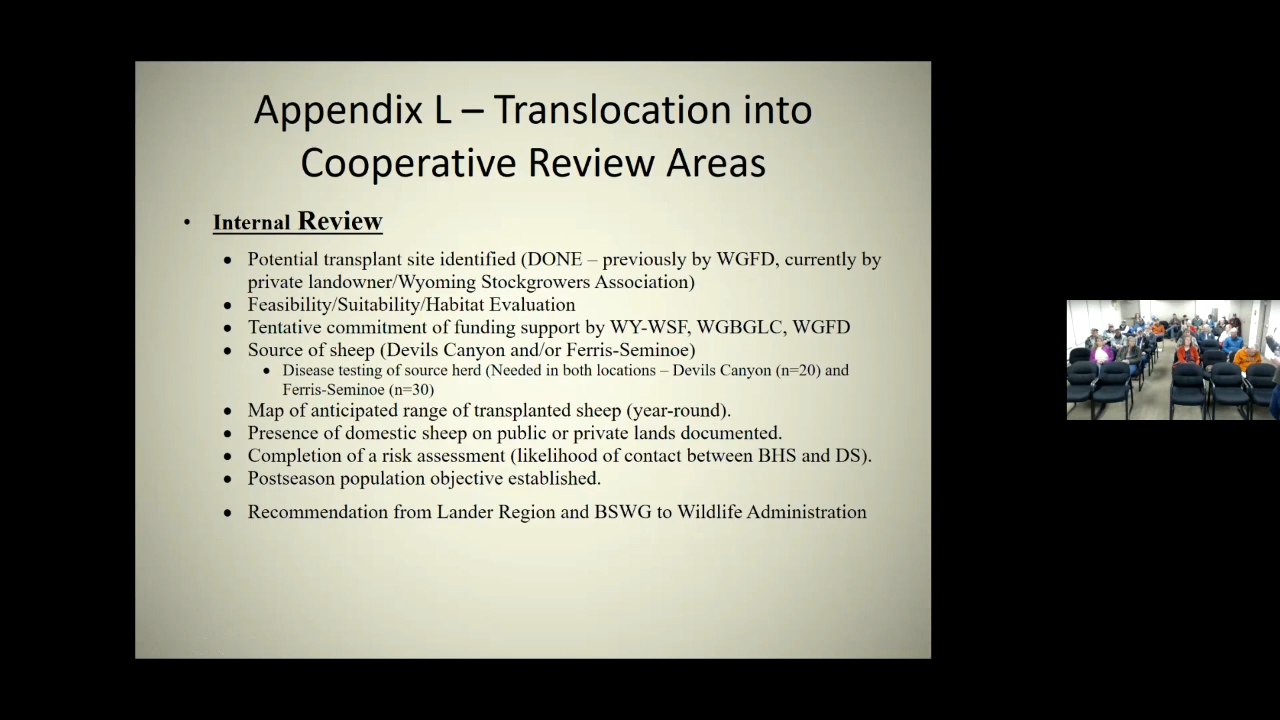 Appendix L – Translocation into
Cooperative Review Areas
• Internal Review
• Potential transplant site identified (DONE – previously by WGFD, currently by
private landowner/Wyoming Stockgrowers Association)
• Feasibility/Suitability/Habitat Evaluation
• Tentative commitment of funding support by WY-WSF, WGBGLC, WGFD
• Source of sheep (Devils Canyon and/or Ferris-Seminoe)
• Disease testing of source herd (Needed in both locations – Devils Canyon (n=20) and
Ferris-Seminoe (n=30)
• Map of anticipated range of transplanted sheep (year-round).
• Presence of domestic sheep on public or private lands documented.
• Completion of a risk assessment (likelihood of contact between BHS and DS).
• Postseason population objective established.
• Recommendation from Lander Region and BSWG to Wildlife Administration